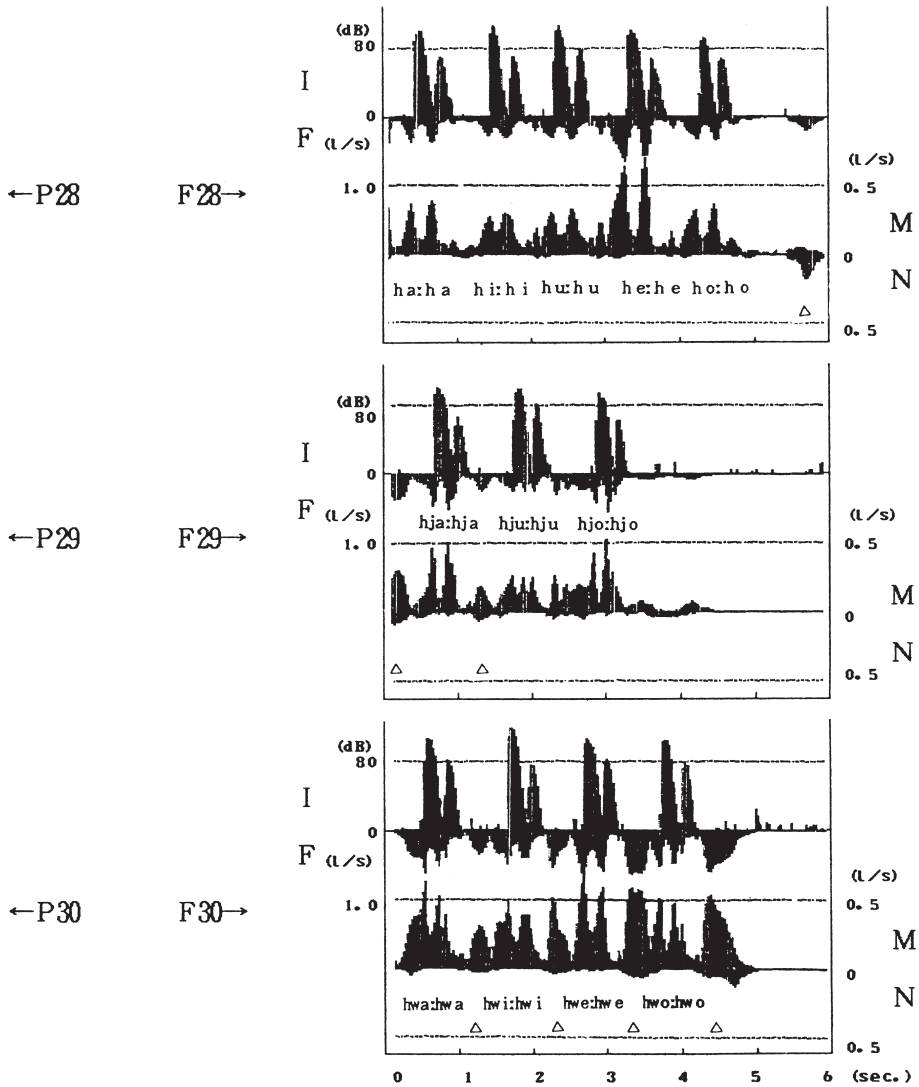 (dB)
80
I
0
F (l/s)
(l/s)
←P28 F28→ 1.0 0.5
M
0
N
ha:ha hi:hi hu:hu he:he ho:ho
△
0.5
(dB)
80
I
0
F (l/s)
(l/s)
hja:hja hju:hju hjo:hjo
←P29 F29→ 1.0 0.5
M
0
N
△ △
0.5
(dB)
80
I
0
F (l/s)
(l/s)
←P30 F30→ 1.0 0.5
M
0
N
hwa:hwa hwi:hwi hwe:hwe hwo:hwo
△ △ △ △
0.5
0 1 2 3 4 5 6 (sec.)